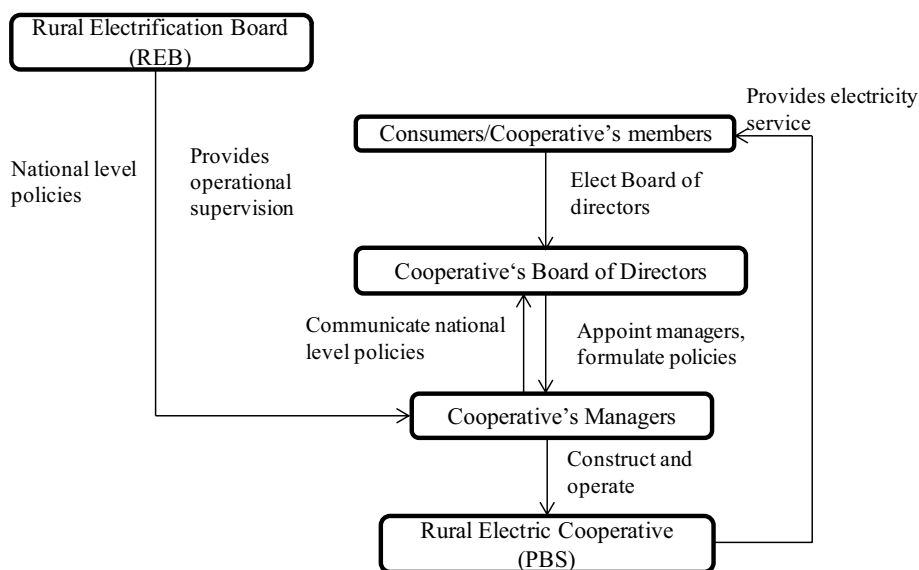 Rural Electrification Board
(REB)
Provides electricity
service
Consumers/Cooperative’s members
National level
policies
Provides
operational
supervision
Elect Board of
directors
Cooperative‘s Board of Directors
Communicate national
level policies
Appoint managers,
formulate policies
Cooperative’s Managers
Construct and
operate
Rural Electric Cooperative
(PBS)